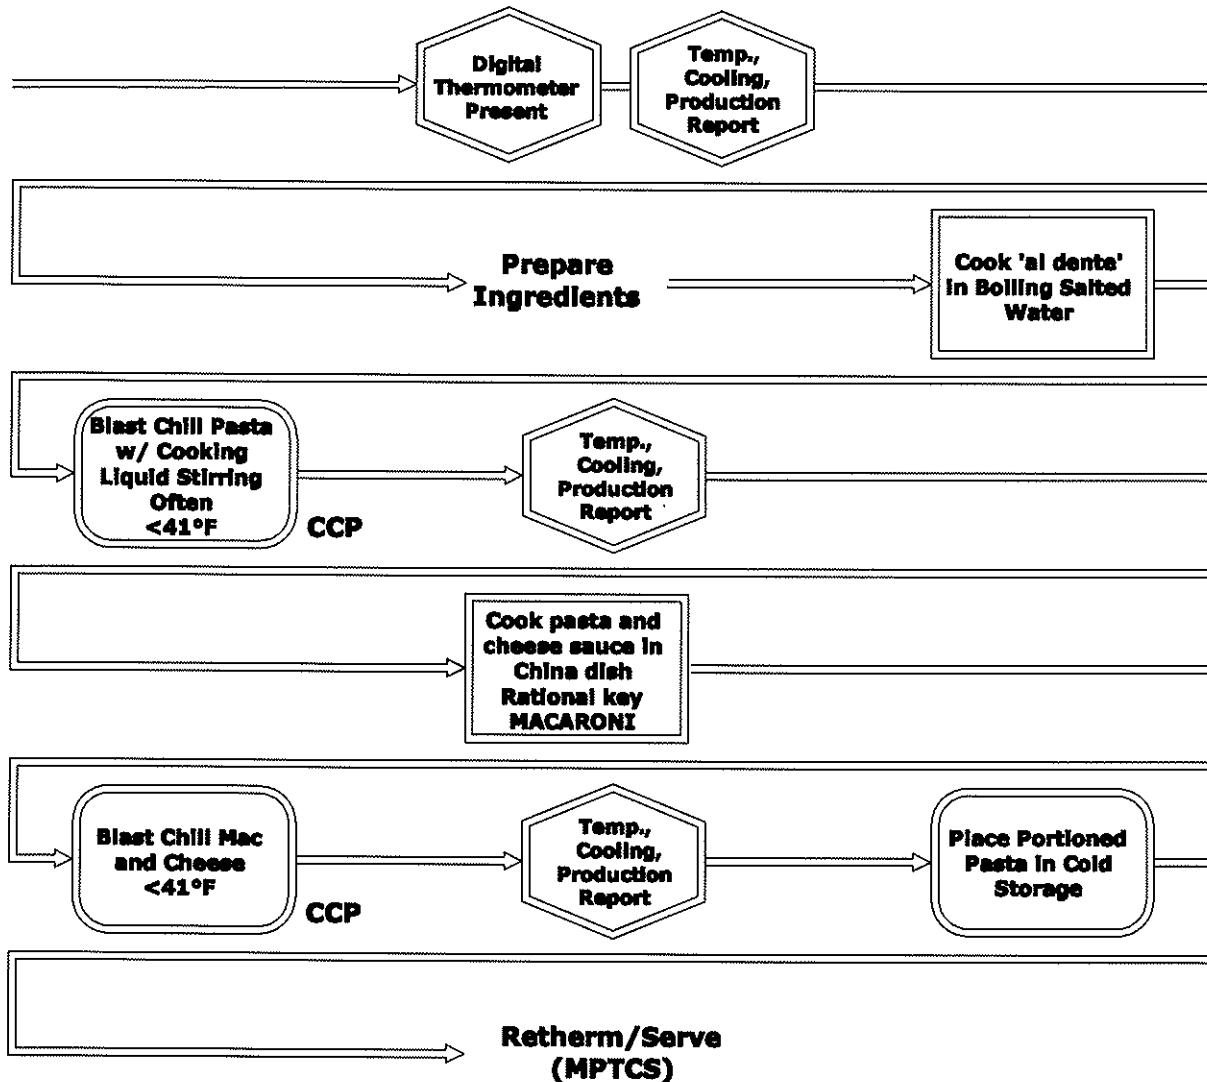 Digital
Thermometer
Present
Temp.,
Cooling,
Production
Report
Prepare
Ingredients
Cook 'al dente'
in Boiling Salted
Water
Blast Chill Pasta
w/ Cooking
Liquid Stirring
Often
<41°F
CCP
Temp.,
Cooling,
Production
Report
Cook pasta and
cheese sauce in
China dish
Rational key
MACARONI
Blast Chill Mac
and Cheese
<41°F
CCP
Temp.,
Cooling,
Production
Report
Place Portioned
Pasta in Cold
Storage
Retherm/Serve
(MPTCS)